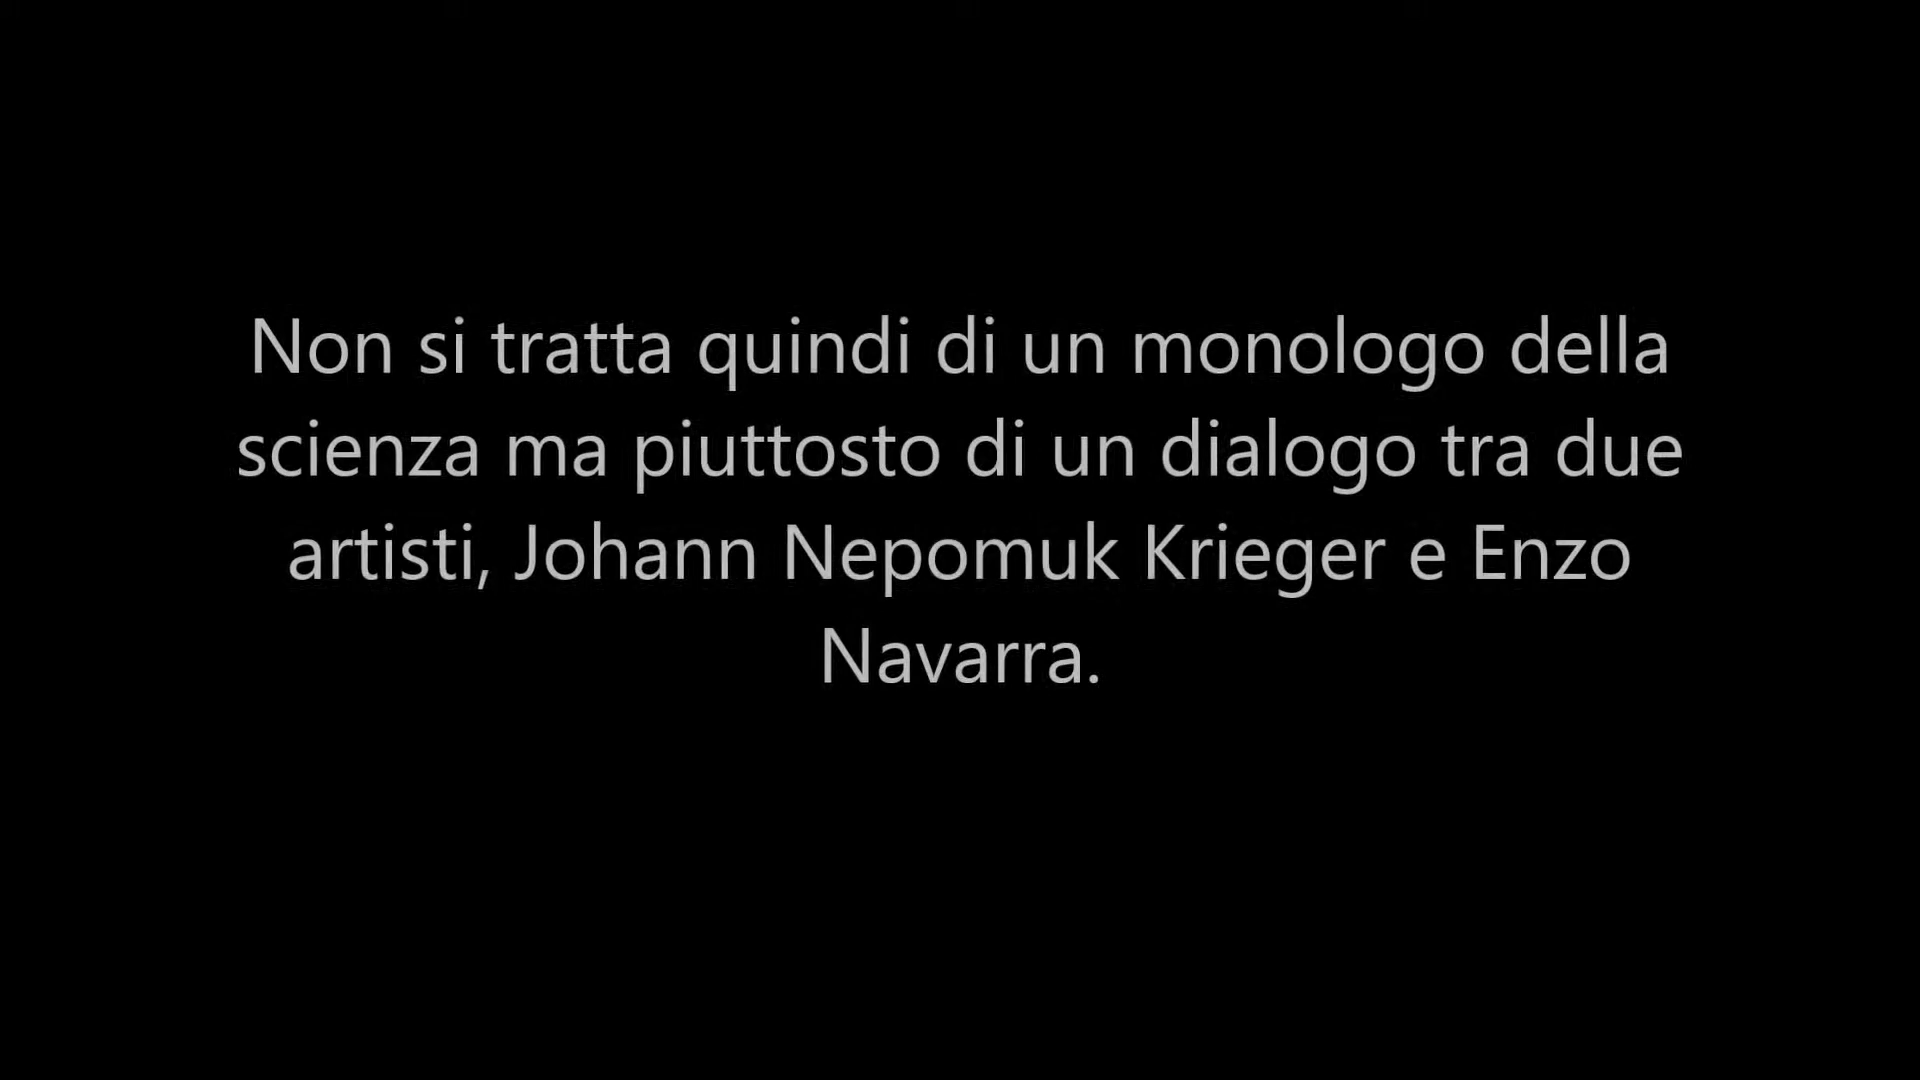 Non si tratta quindi di un monologo della
scienza ma piuttosto di un dialogo tra due
artisti, Johann Nepomuk Krieger e Enzo
Navarra.